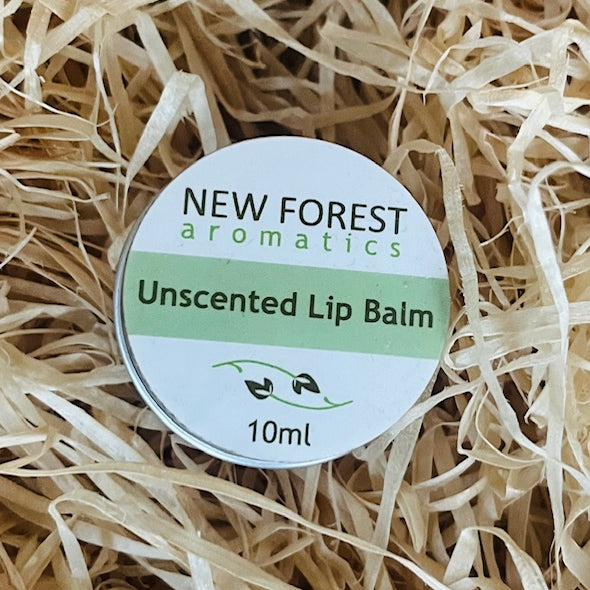 NEW FOREST
aromatics
Unscented Lip Balm
10ml